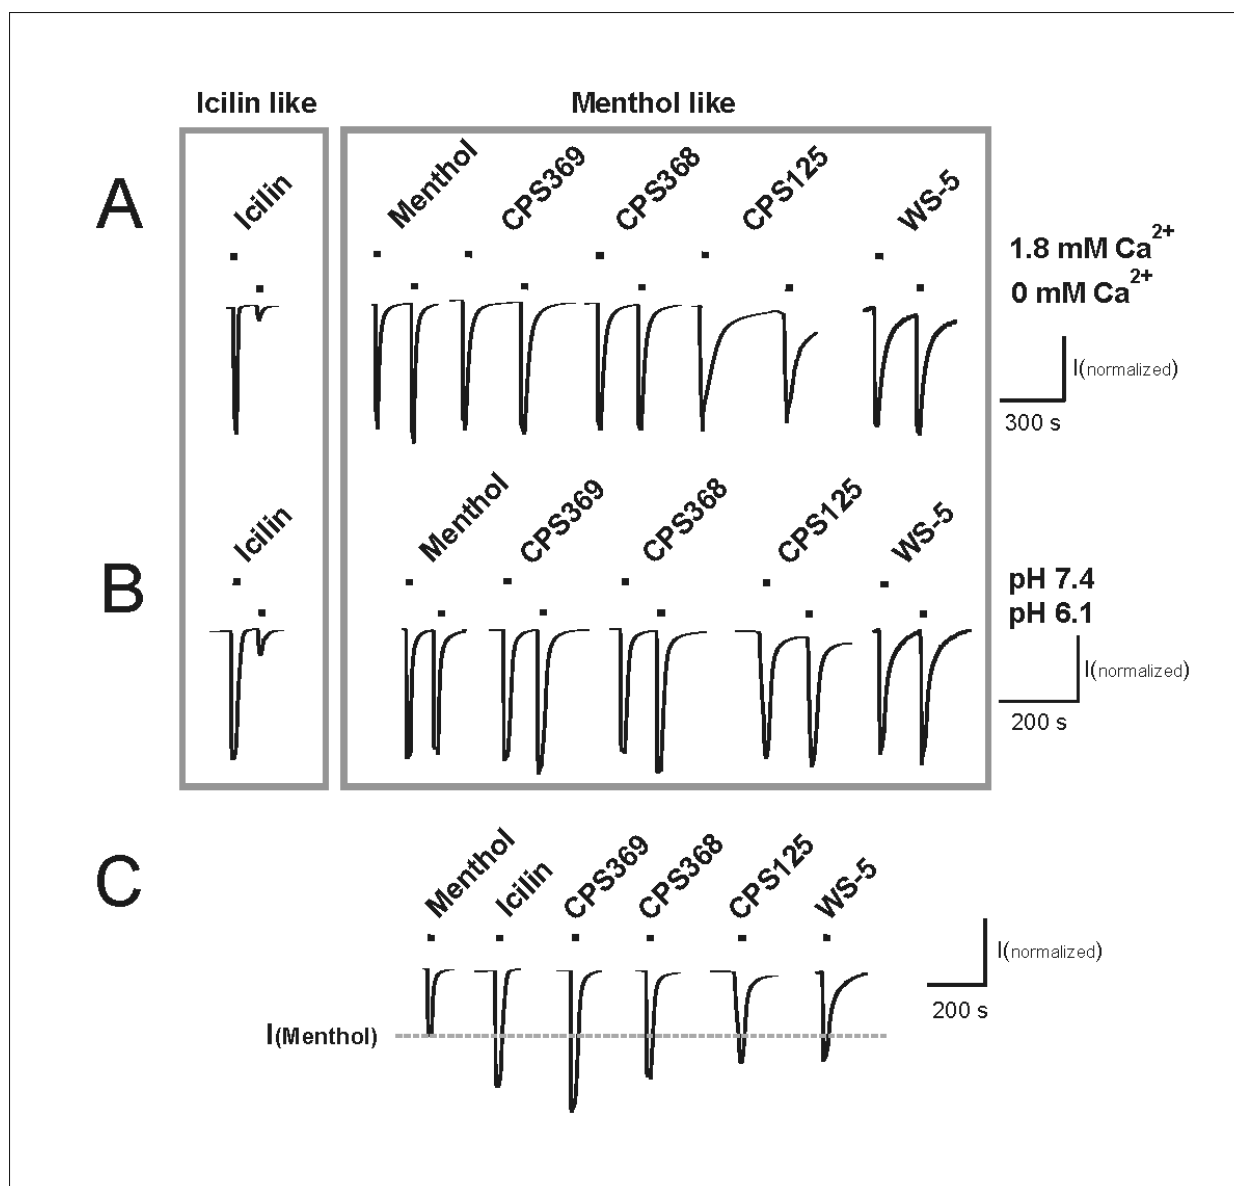 Icilin like
Menthol like
A
Icilin
Menthol
CPS369
CPS368
CPS125
WS-5
1.8 mM Ca2+
0 mM Ca2+
I(normalized)
300 s
B
Icilin
Menthol
CPS369
CPS368
CPS125
WS-5
pH 7.4
pH 6.1
I(normalized)
200 s
C
Menthol
Icilin
CPS369
CPS368
CPS125
WS-5
I(normalized)
200 s
I(Menthol)